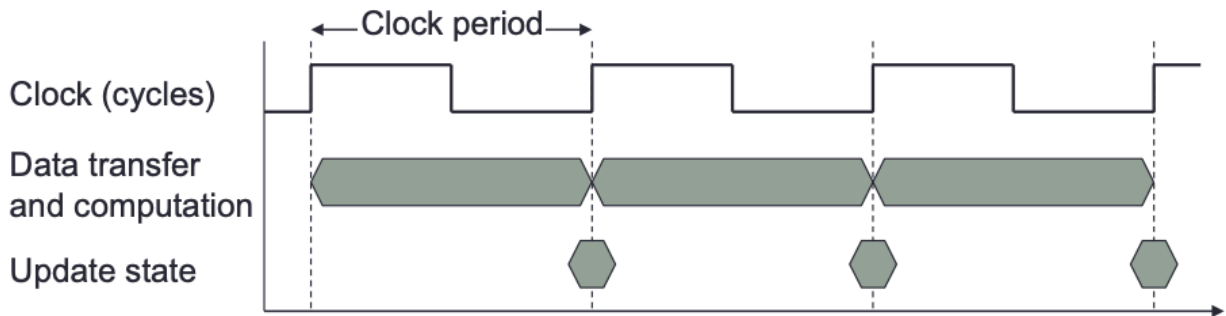 Clock period
Clock (cycles)
Data transfer
and computation
Update state